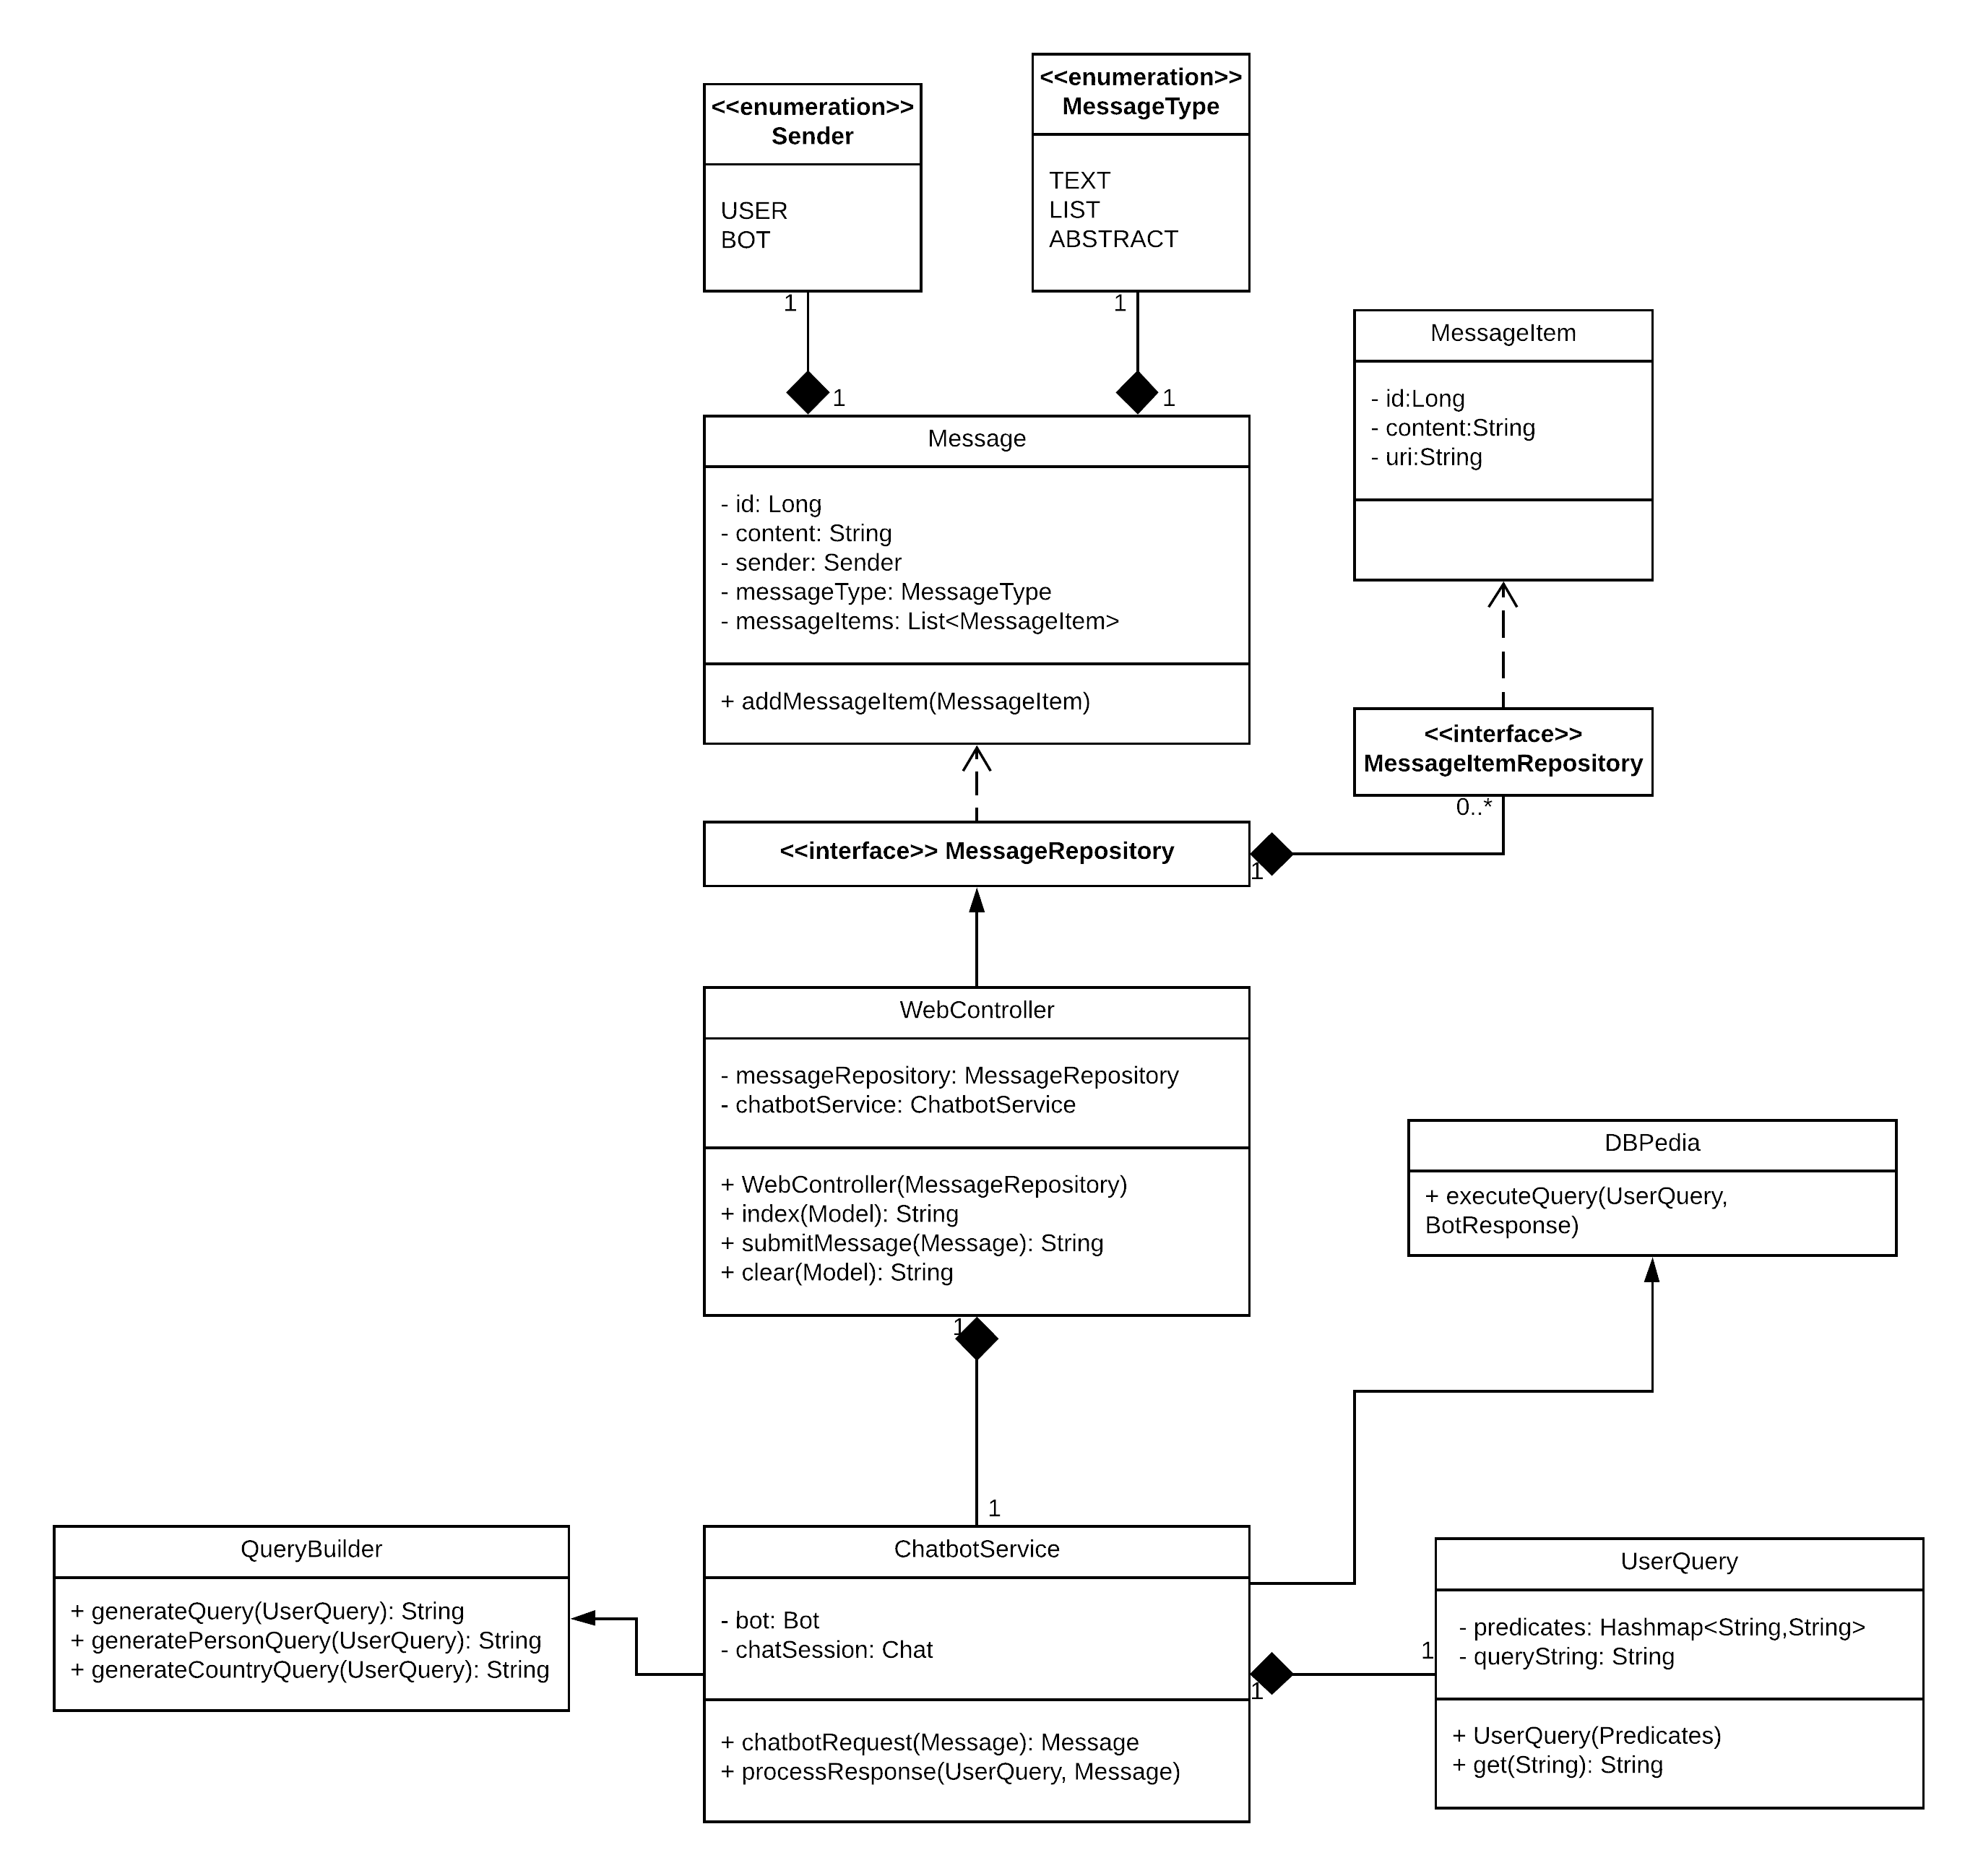 <<enumeration>>
Sender
USER
BOT
<<enumeration>>
MessageType
TEXT
LIST
ABSTRACT
1
1
1
1
MessageItem
- id:Long
- content:String
- uri:String
Message
- id: Long
- content: String
- sender: Sender
- messageType: MessageType
- messageItems: List<MessageItem>
+ addMessageItem(MessageItem)
<<interface>>
MessageItemRepository
0..*
<<interface>> MessageRepository
1
WebController
- messageRepository: MessageRepository
- chatbotService: ChatbotService
+ WebController(MessageRepository)
+ index(Model): String
+ submitMessage(Message): String
+ clear(Model): String
1
DBPedia
+ executeQuery(UserQuery,
BotResponse)
1
QueryBuilder
+ generateQuery(UserQuery): String
+ generatePersonQuery(UserQuery): String
+ generateCountryQuery(UserQuery): String
ChatbotService
- bot: Bot
- chatSession: Chat
+ chatbotRequest(Message): Message
+ processResponse(UserQuery, Message)
1
1
UserQuery
- predicates: Hashmap<String,String>
- queryString: String
+ UserQuery(Predicates)
+ get(String): String